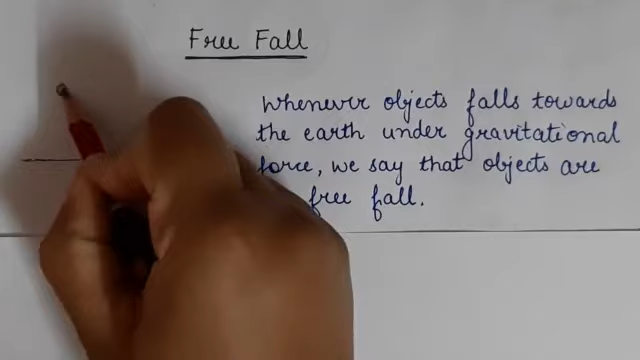 Free Fall
Whenever objects falls towards
the earth under gravitational
force, we say that objects are
free fall.